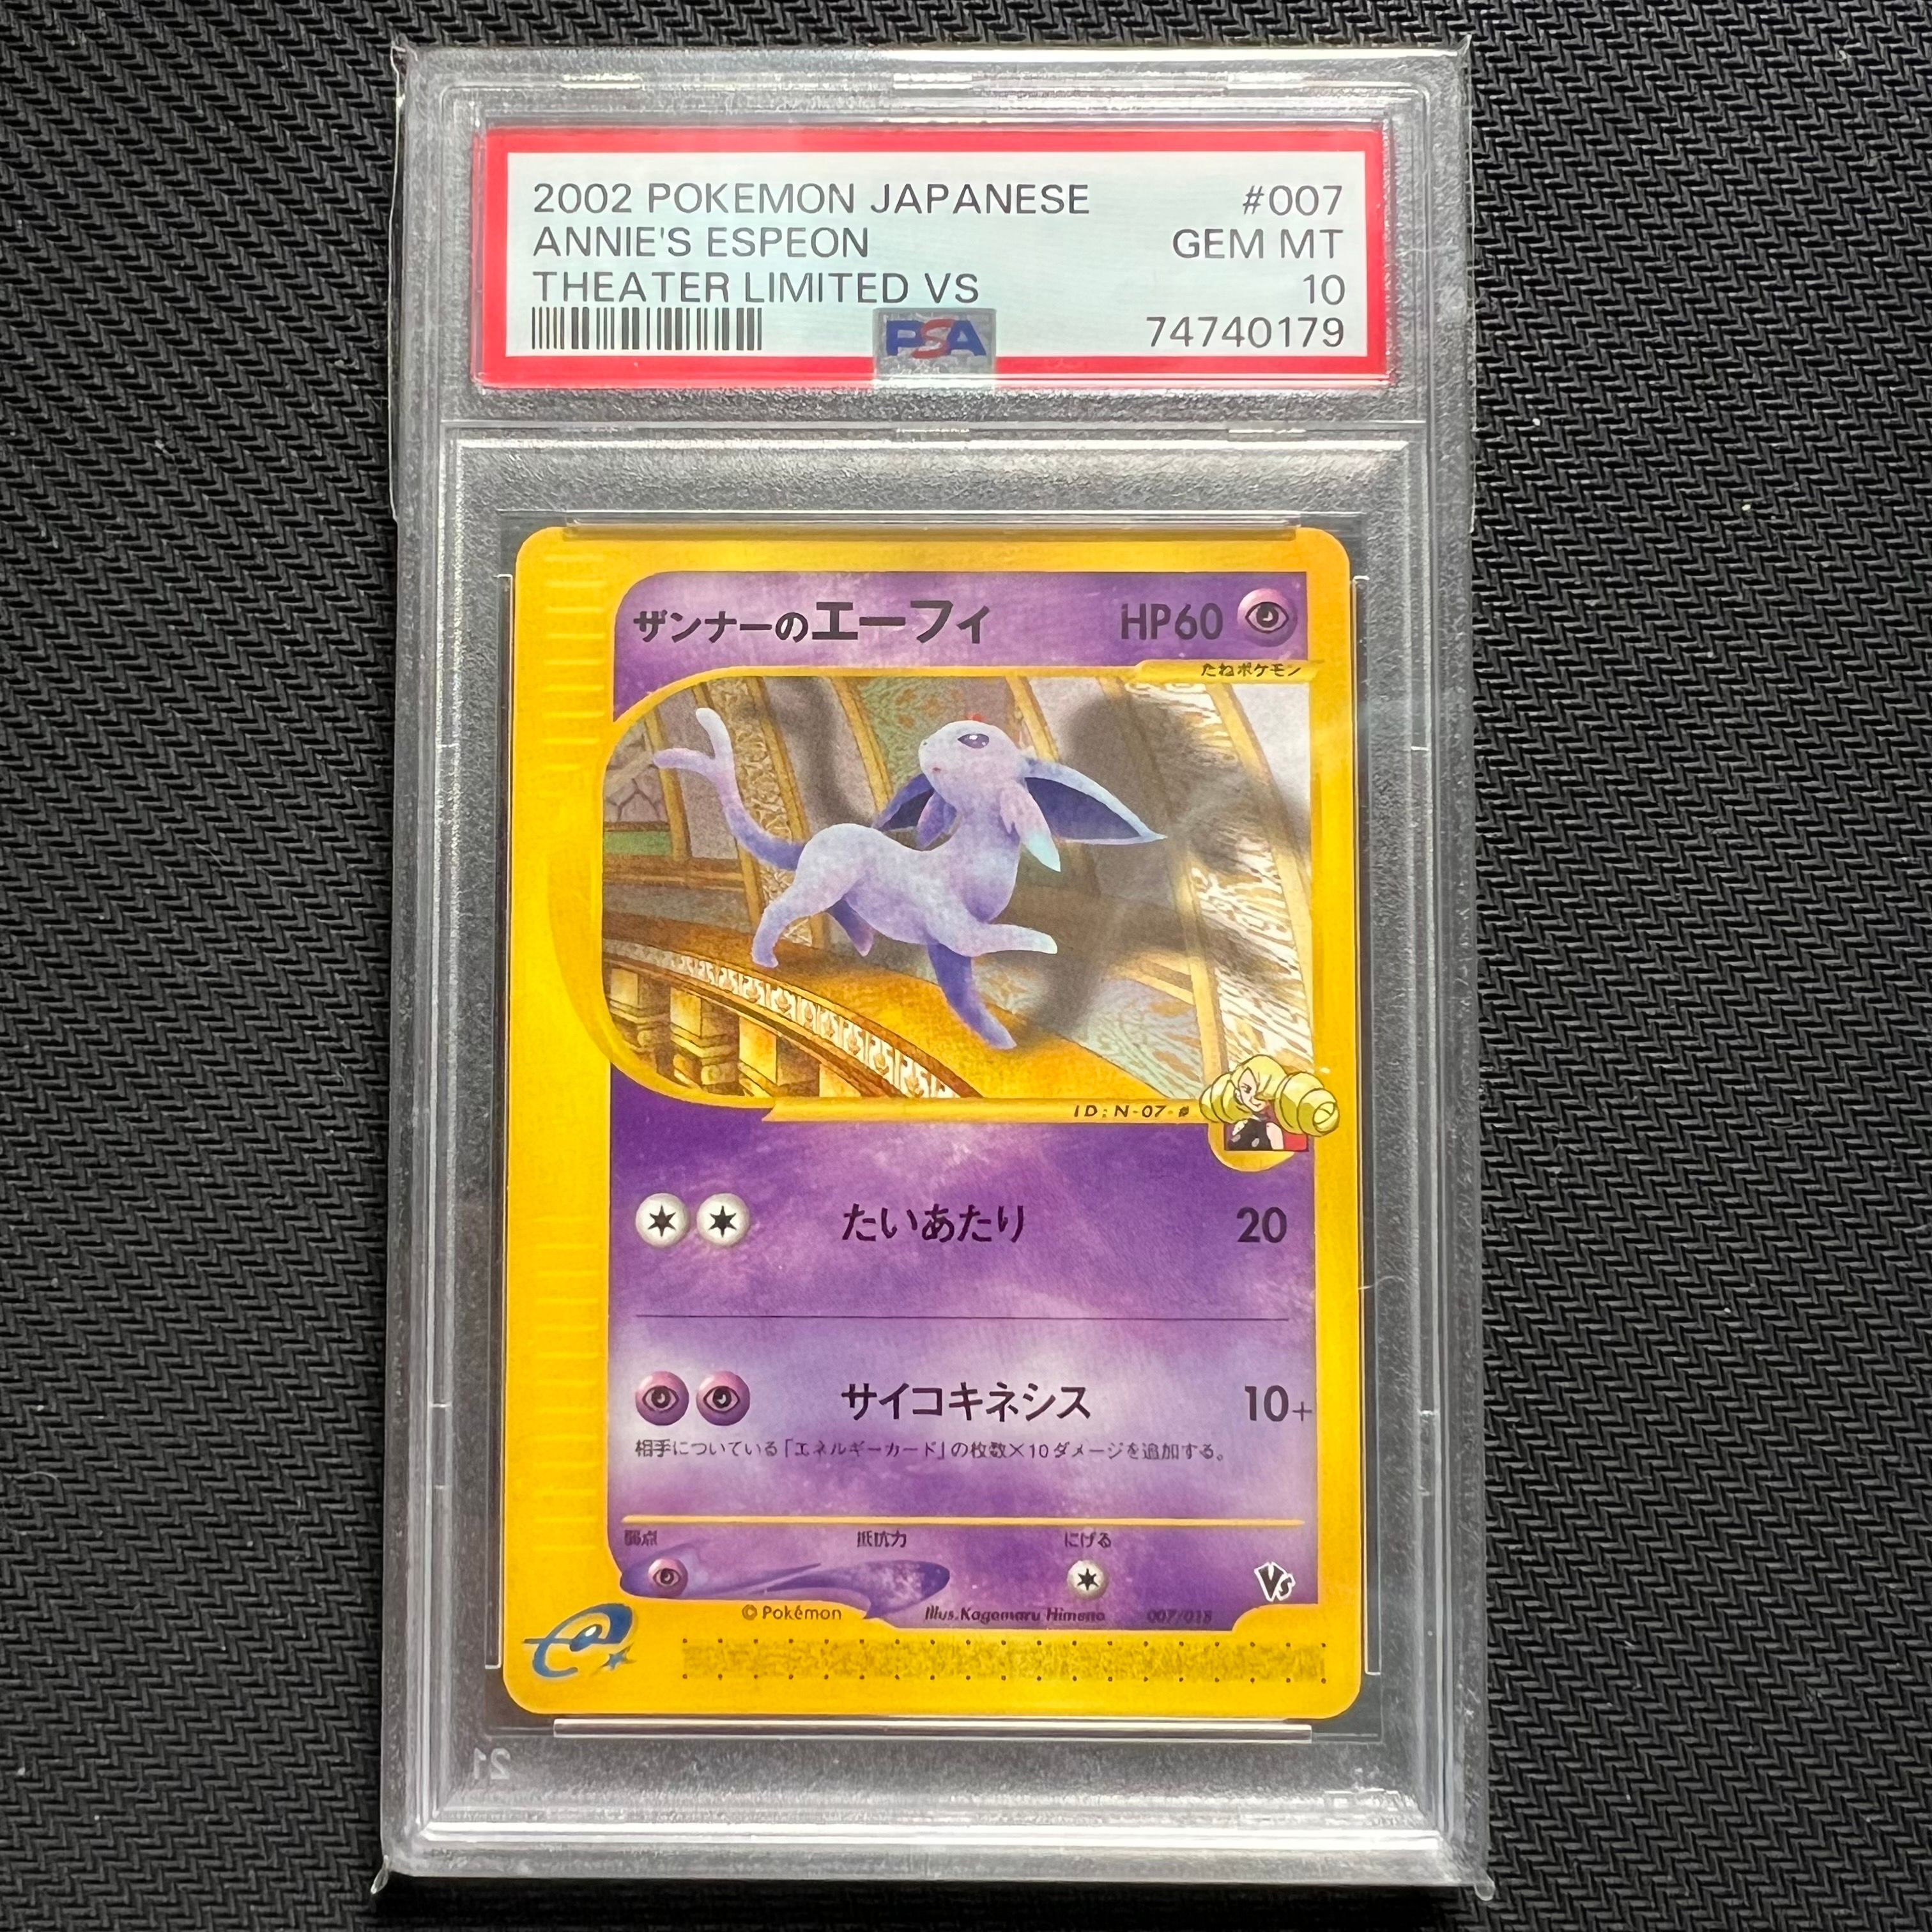 2002 POKEMON JAPANESE #007
ANNIE'S ESPEON GEM MT
THEATER LIMITED VS 10
PSA 74740179
ザンナーのエーフィ HP60
たねポケモン
ID:N-07-#
たいあたり 20
サイコキネシス 10+
相手についている「エネルギーカード」の枚数×10ダメージを追加する。
弱点 抵抗力 にげる
VS
©Pokémon Illus.Kagemaru Himeno 007/018
e
21